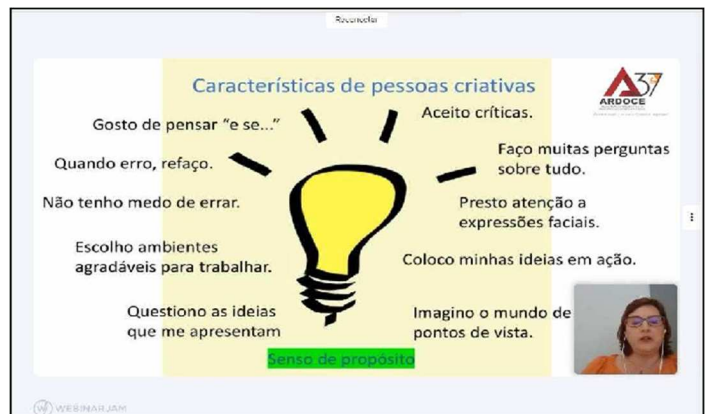 Reconectar
Características de pessoas criativas
A37
ARDOCE
Gosto de pensar “e se...”
Aceito críticas.
Quando erro, refaço.
Faço muitas perguntas
sobre tudo.
Não tenho medo de errar.
Presto atenção a
expressões faciais.
Escolho ambientes
agradáveis para trabalhar.
Coloco minhas ideias em ação.
Questiono as ideias
que me apresentam
Imagino o mundo de
pontos de vista.
Senso de propósito
WEBINARJAM